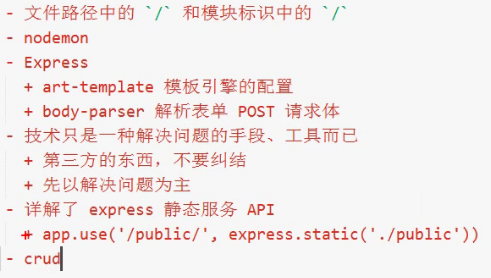 - 文件路径中的 `/` 和模块标识中的 `/`
- nodemon
- Express
+ art-template 模板引擎的配置
+ body-parser 解析表单 POST 请求体
- 技术只是一种解决问题的手段、工具而已
+ 第三方的东西，不要纠结
+ 先以解决问题为主
- 详解了 express 静态服务 API
+ app.use('/public/', express.static('./public'))
- crud